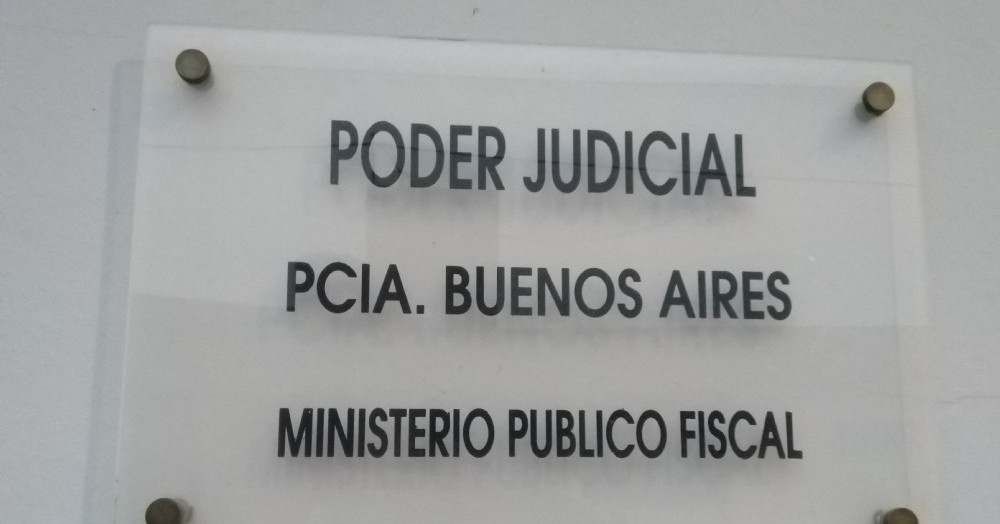 PODER JUDICIAL
PCIA. BUENOS AIRES
MINISTERIO PUBLICO FISCAL